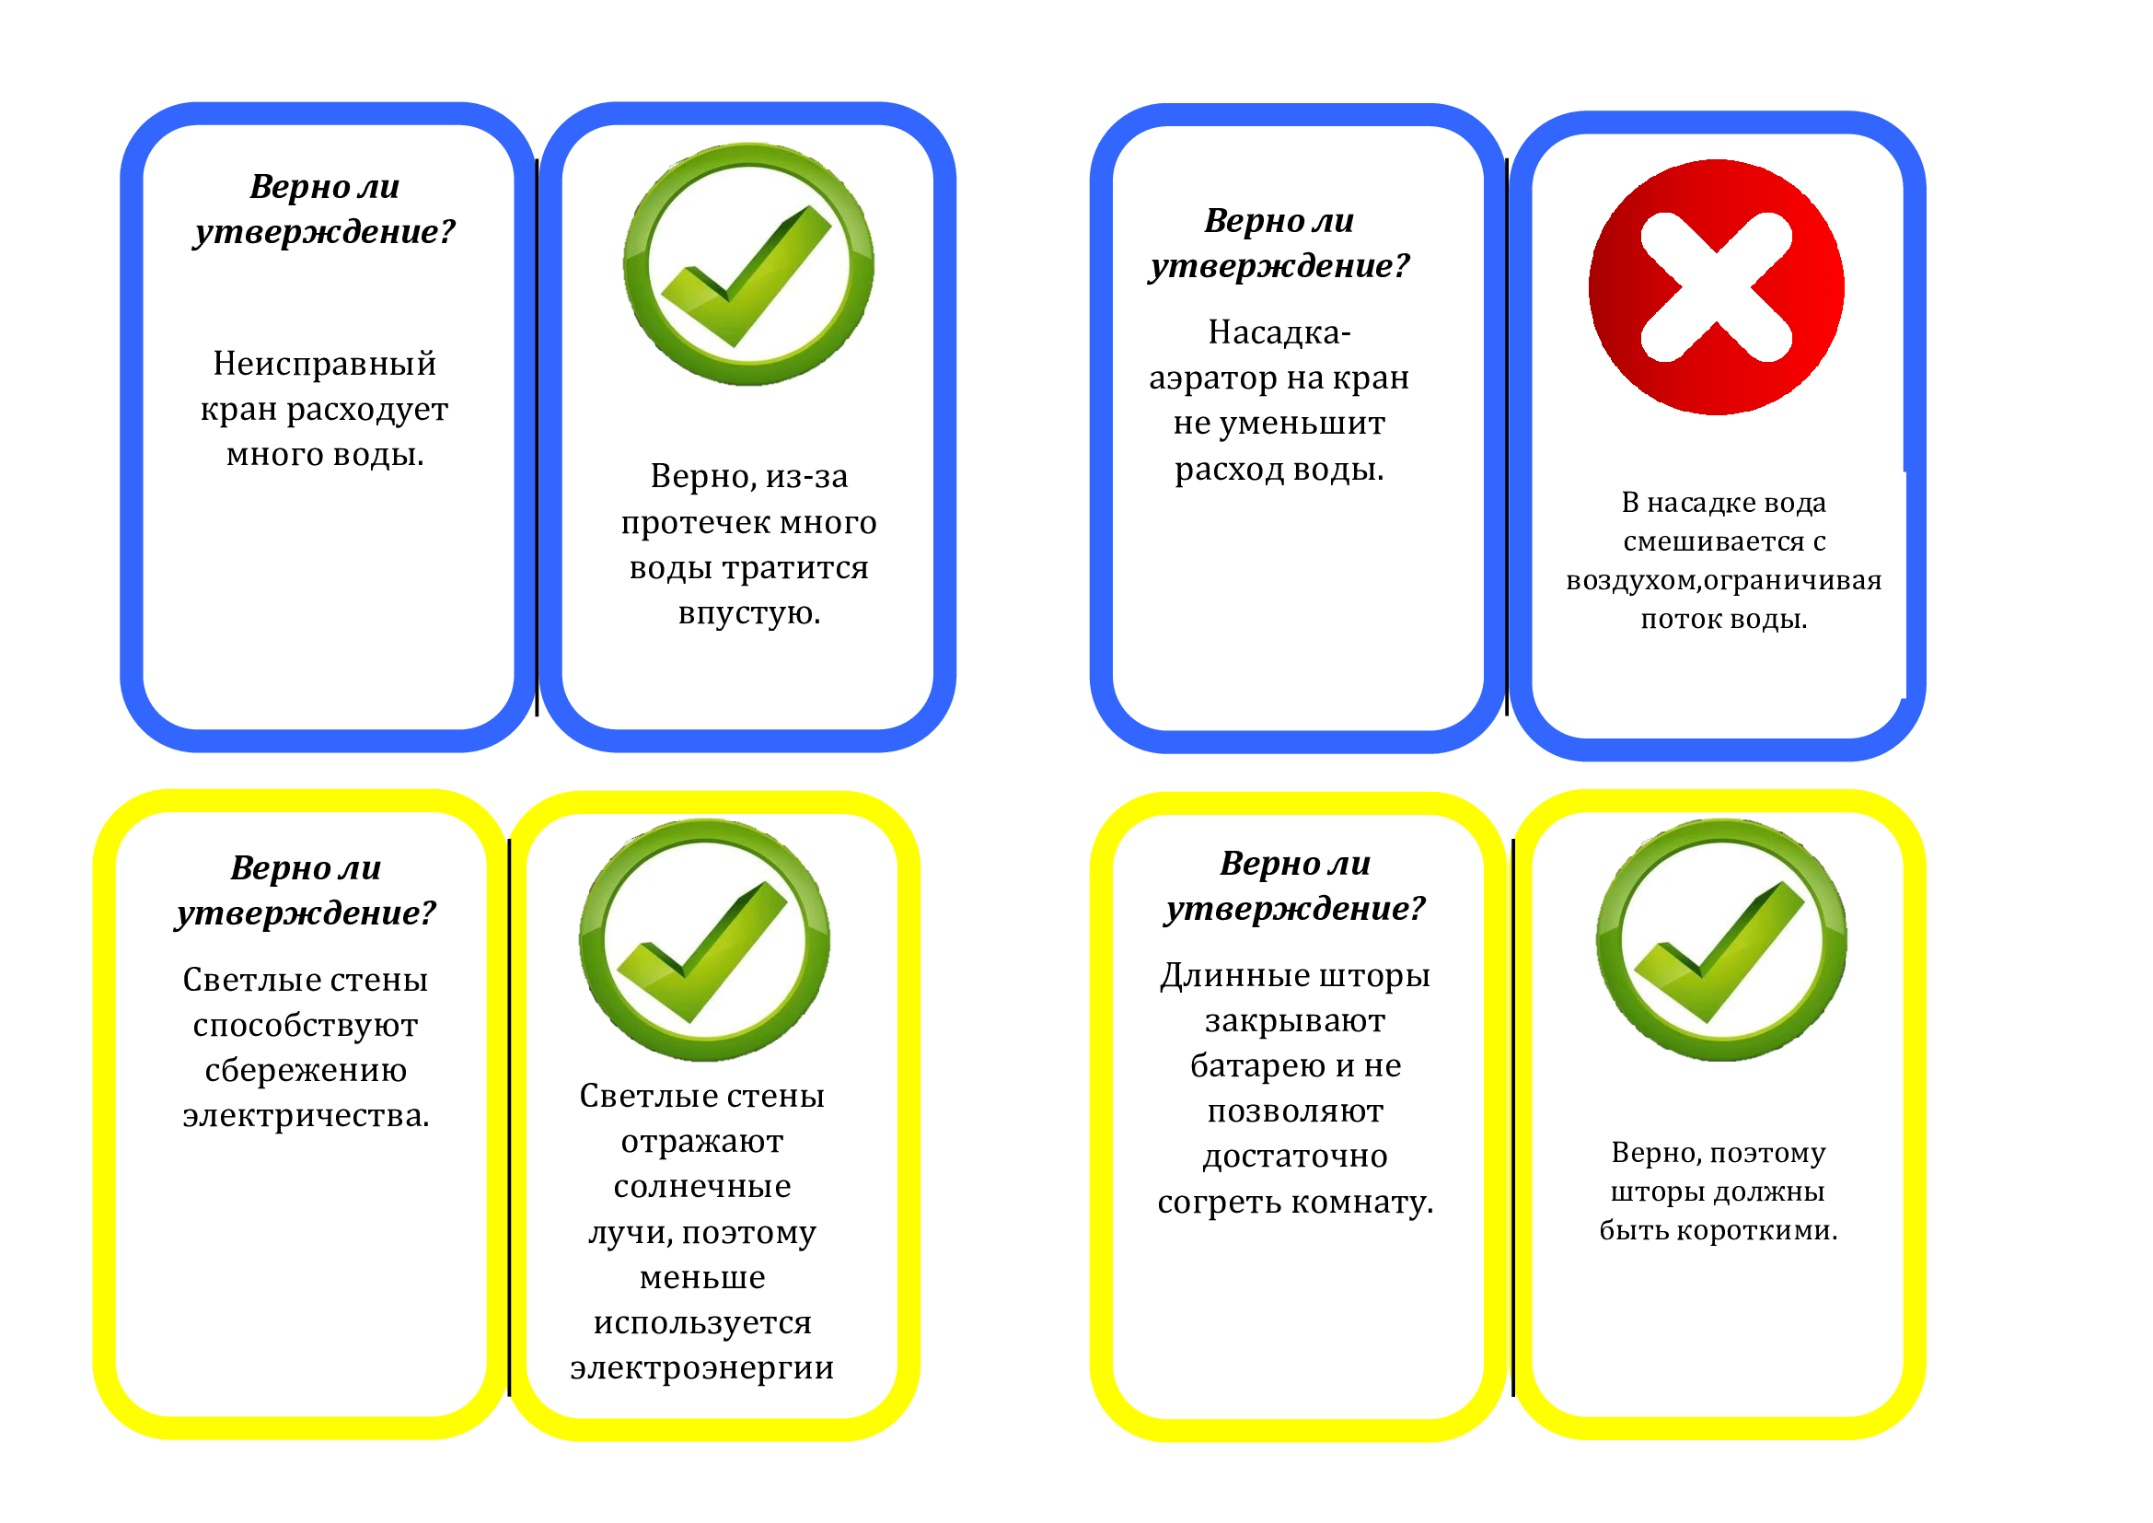 Верно ли
утверждение?
Неисправный
кран расходует
много воды.
Верно, из-за
протечек много
воды тратится
впустую.
Верно ли
утверждение?
Насадка-
аэратор на кран
не уменьшит
расход воды.
В насадке вода
смешивается с
воздухом,ограничивая
поток воды.
Верно ли
утверждение?
Светлые стены
способствуют
сбережению
электричества.
Светлые стены
отражают
солнечные
лучи, поэтому
меньше
используется
электроэнергии
Верно ли
утверждение?
Длинные шторы
закрывают
батарею и не
позволяют
достаточно
согреть комнату.
Верно, поэтому
шторы должны
быть короткими.